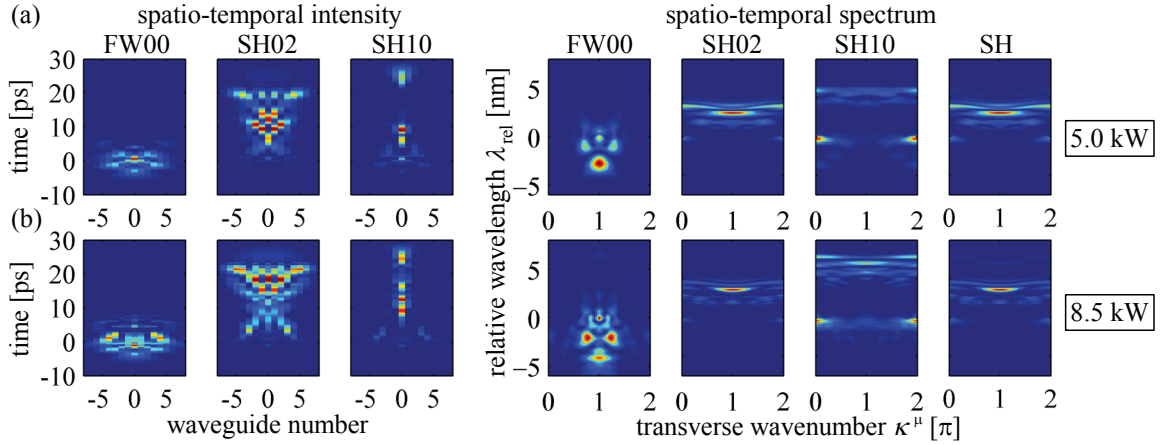 (a) spatio-temporal intensity spatio-temporal spectrum
FW00 SH02 SH10 FW00 SH02 SH10 SH
time [ps]
30
20
10
0
-10
-5 0 5 -5 0 5 -5 0 5
relative wavelength λrel [nm]
5
0
−5
0 1 2 0 1 2 0 1 2 0 1 2
5.0 kW
(b)
time [ps]
30
20
10
0
-10
-5 0 5 -5 0 5 -5 0 5
5
0
−5
0 1 2 0 1 2 0 1 2 0 1 2
8.5 kW
waveguide number transverse wavenumber κ^μ [π]